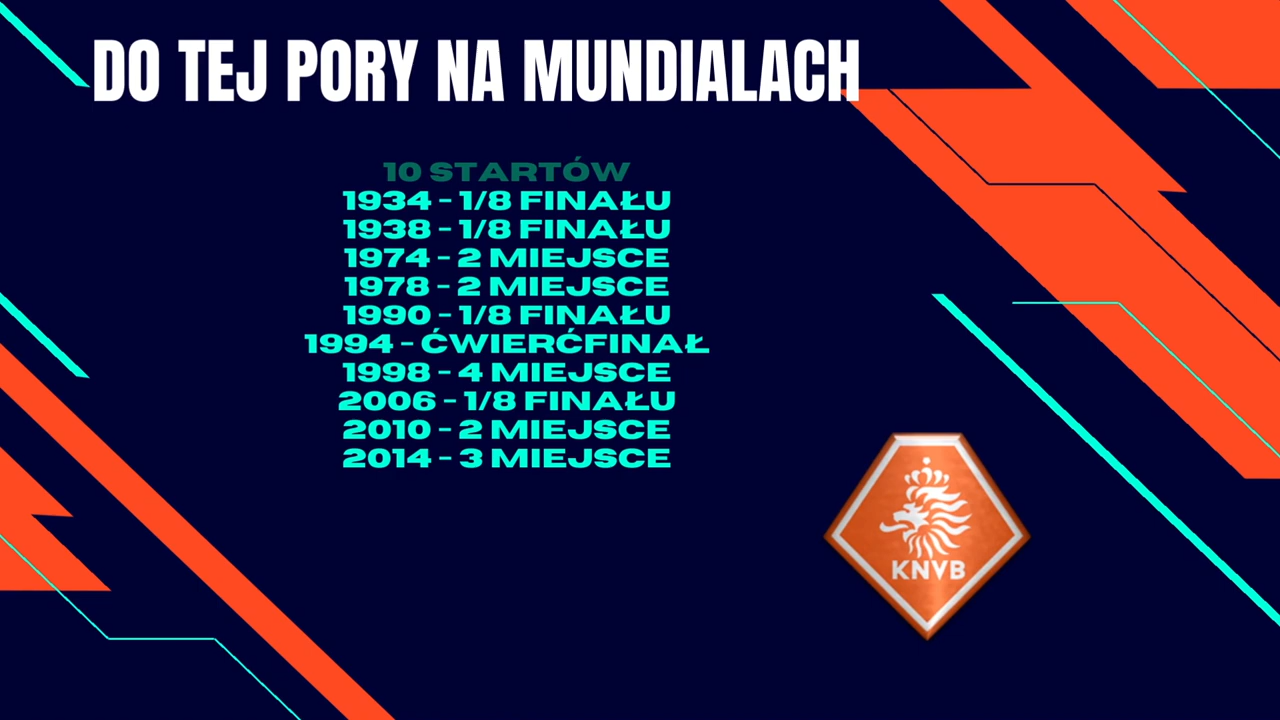 DO TEJ PORY NA MUNDIALACH
10 STARTÓW
1934 - 1/8 FINAŁU
1938 - 1/8 FINAŁU
1974 - 2 MIEJSCE
1978 - 2 MIEJSCE
1990 - 1/8 FINAŁU
1994 - ĆWIERĆFINAŁ
1998 - 4 MIEJSCE
2006 - 1/8 FINAŁU
2010 - 2 MIEJSCE
2014 - 3 MIEJSCE
KNVB